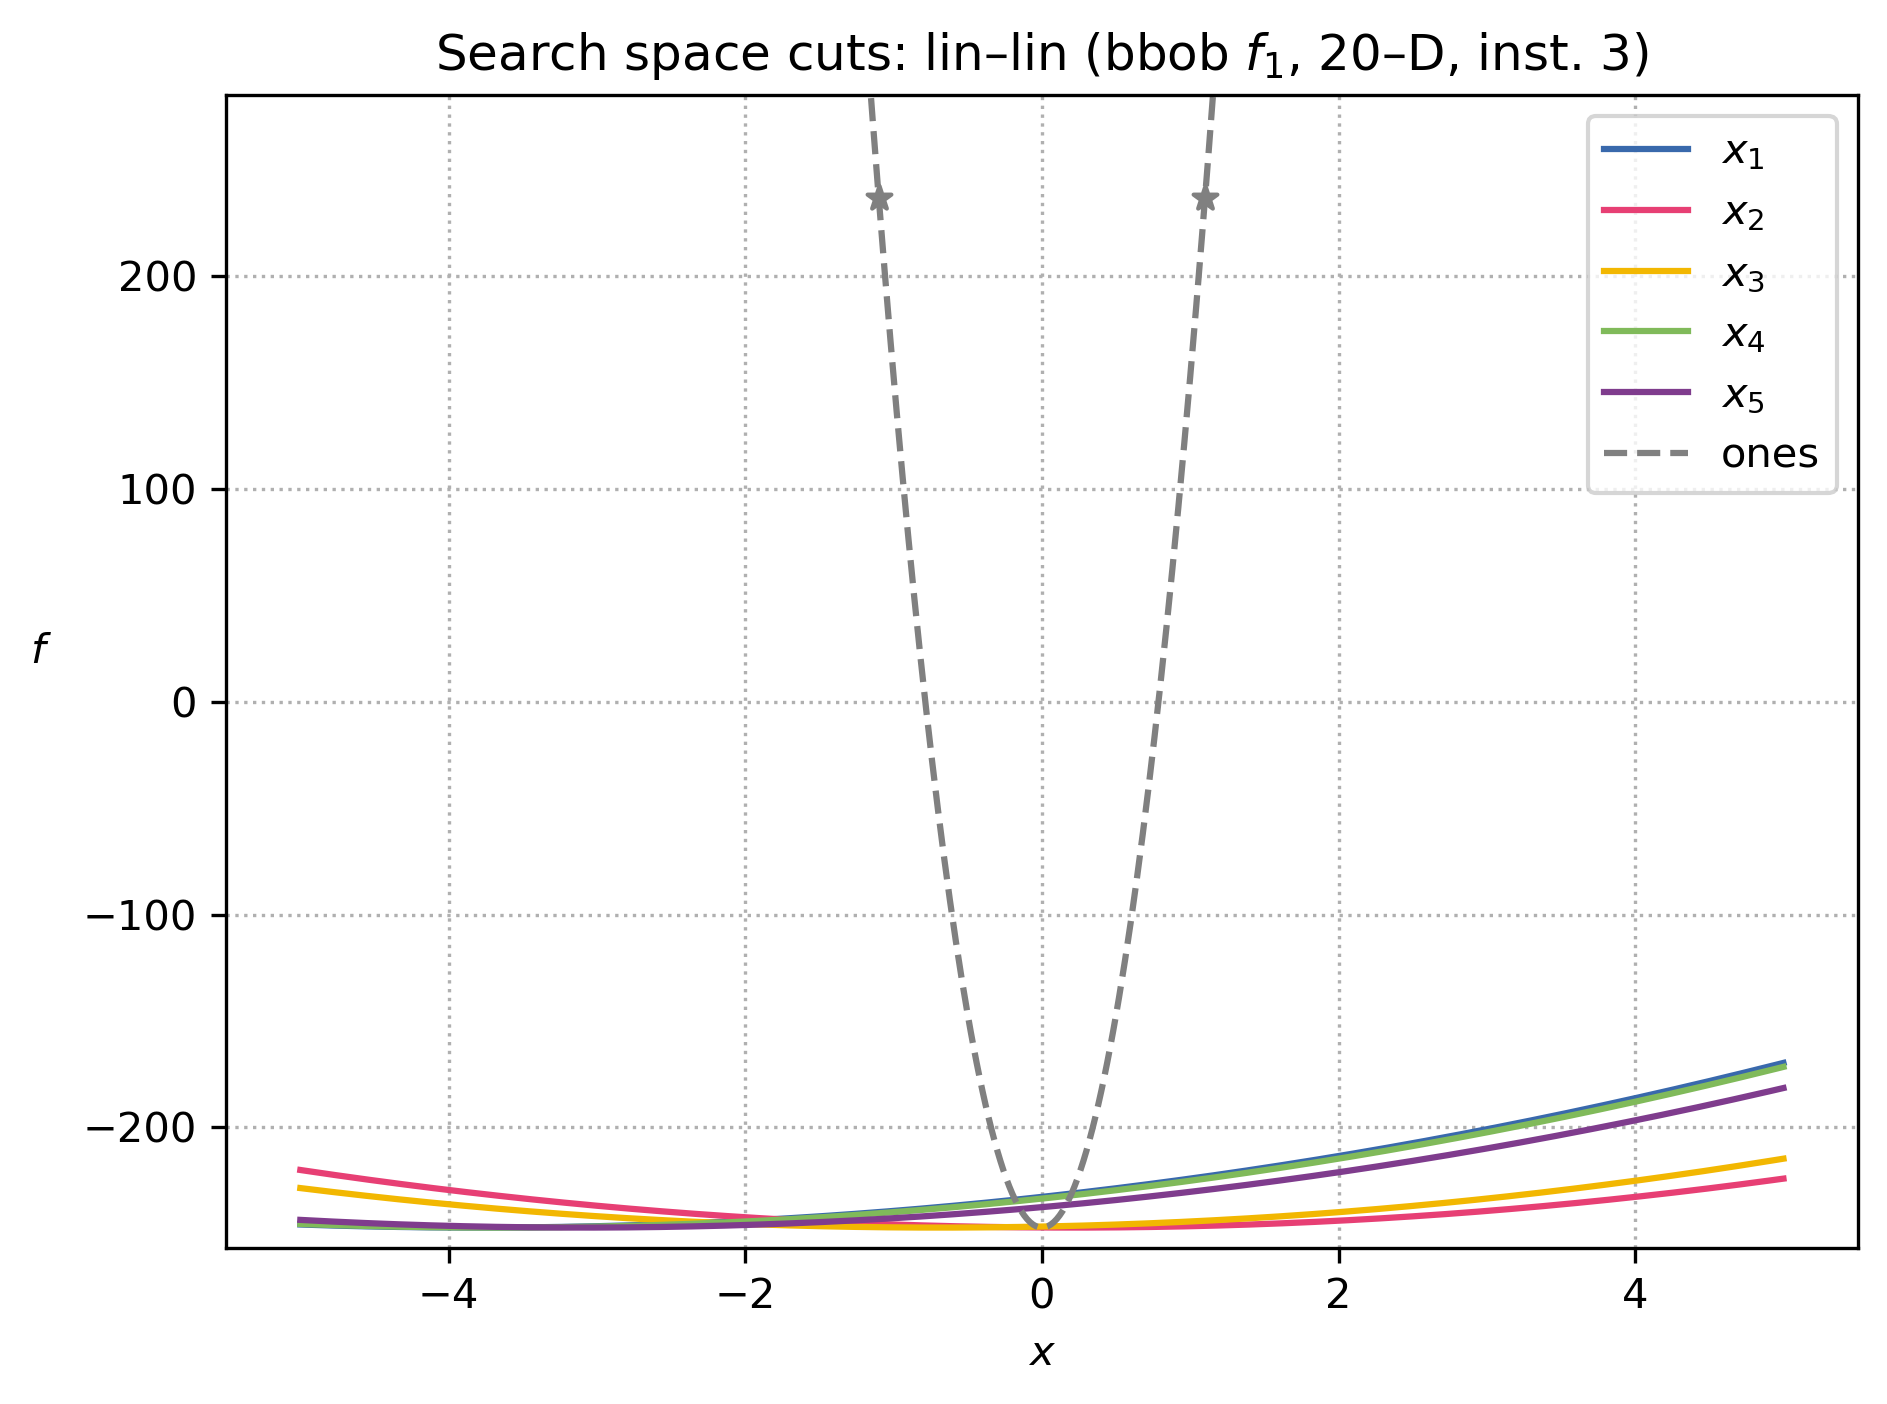 Search space cuts: lin–lin (bbob f₁, 20–D, inst. 3)
x₁
x₂
x₃
x₄
x₅
ones
200
100
0
−100
−200
f
−4
−2
0
2
4
x